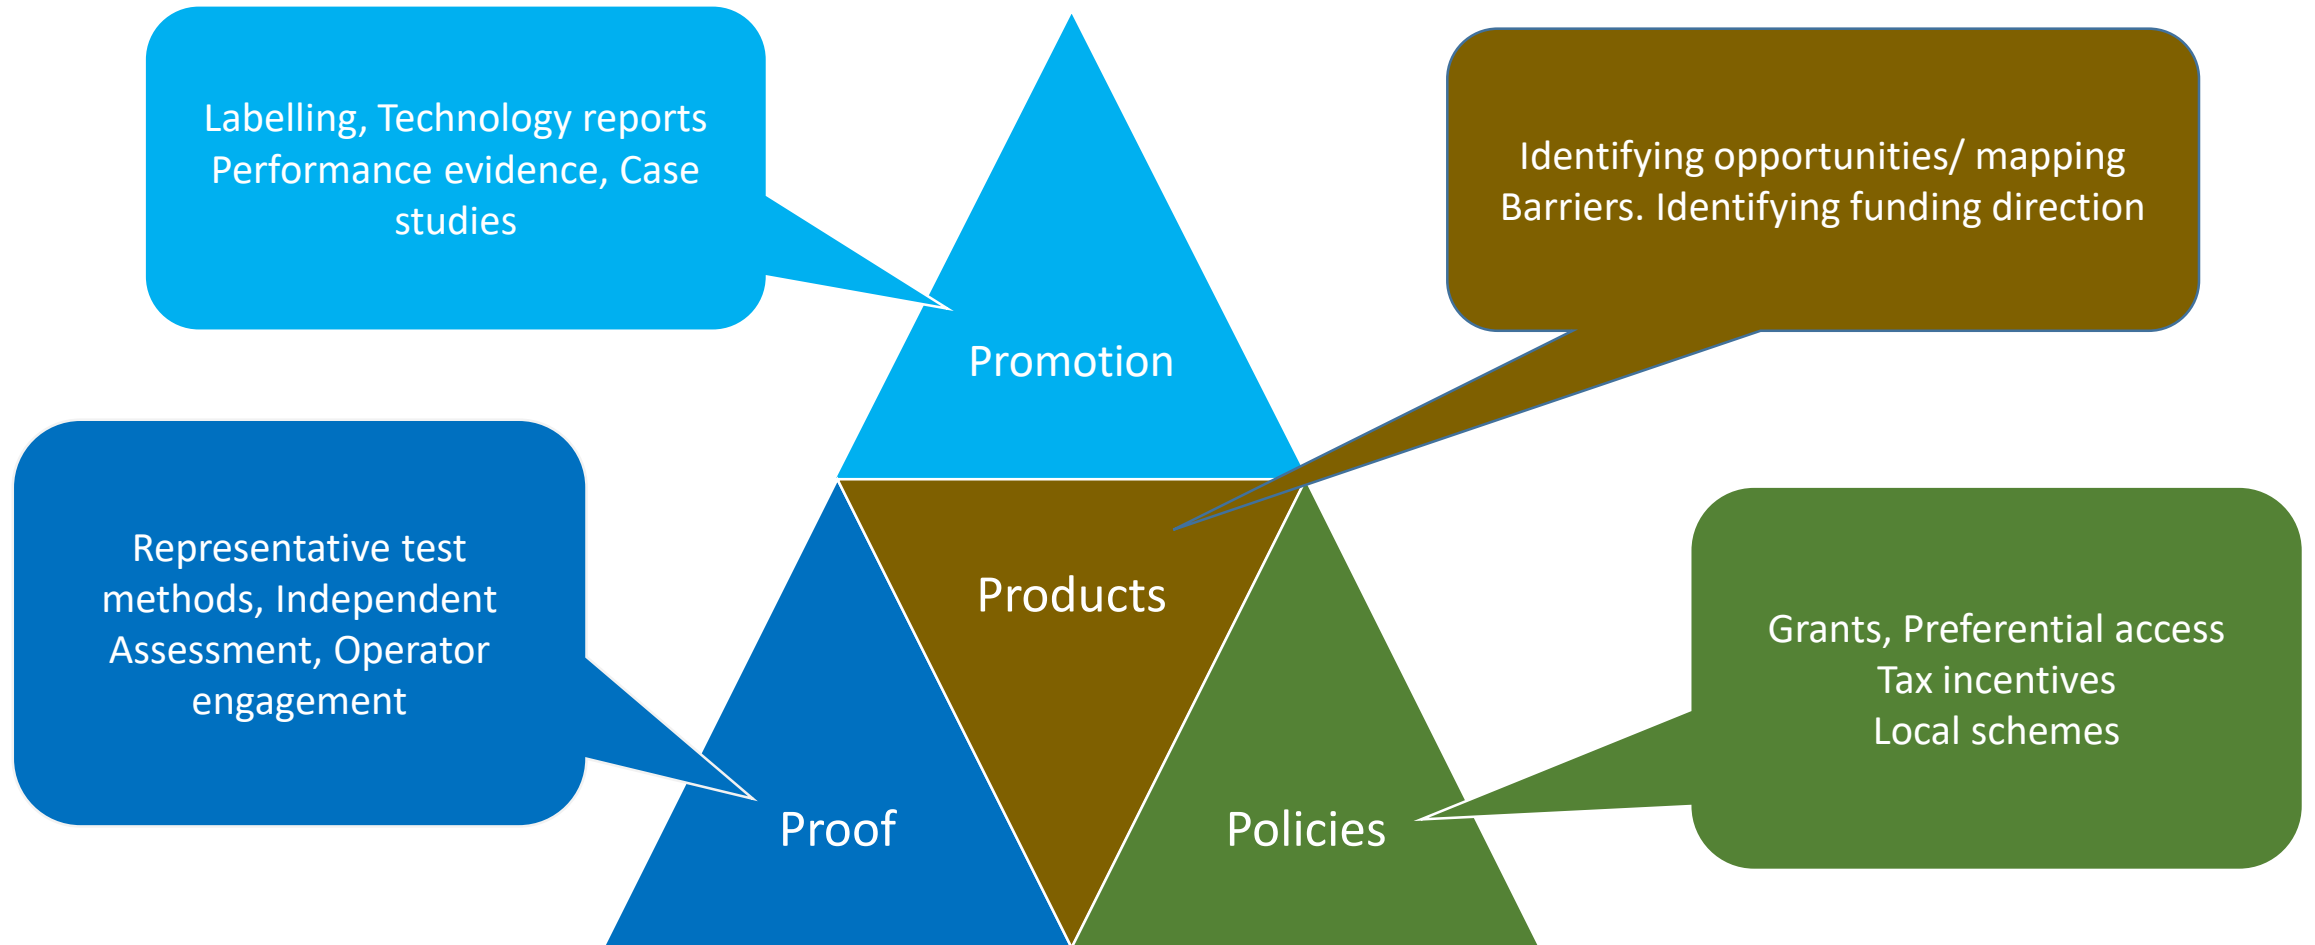 Labelling, Technology reports
Performance evidence, Case
studies
Identifying opportunities/ mapping
Barriers. Identifying funding direction
Promotion
Representative test
methods, Independent
Assessment, Operator
engagement
Products
Grants, Preferential access
Tax incentives
Local schemes
Proof
Policies